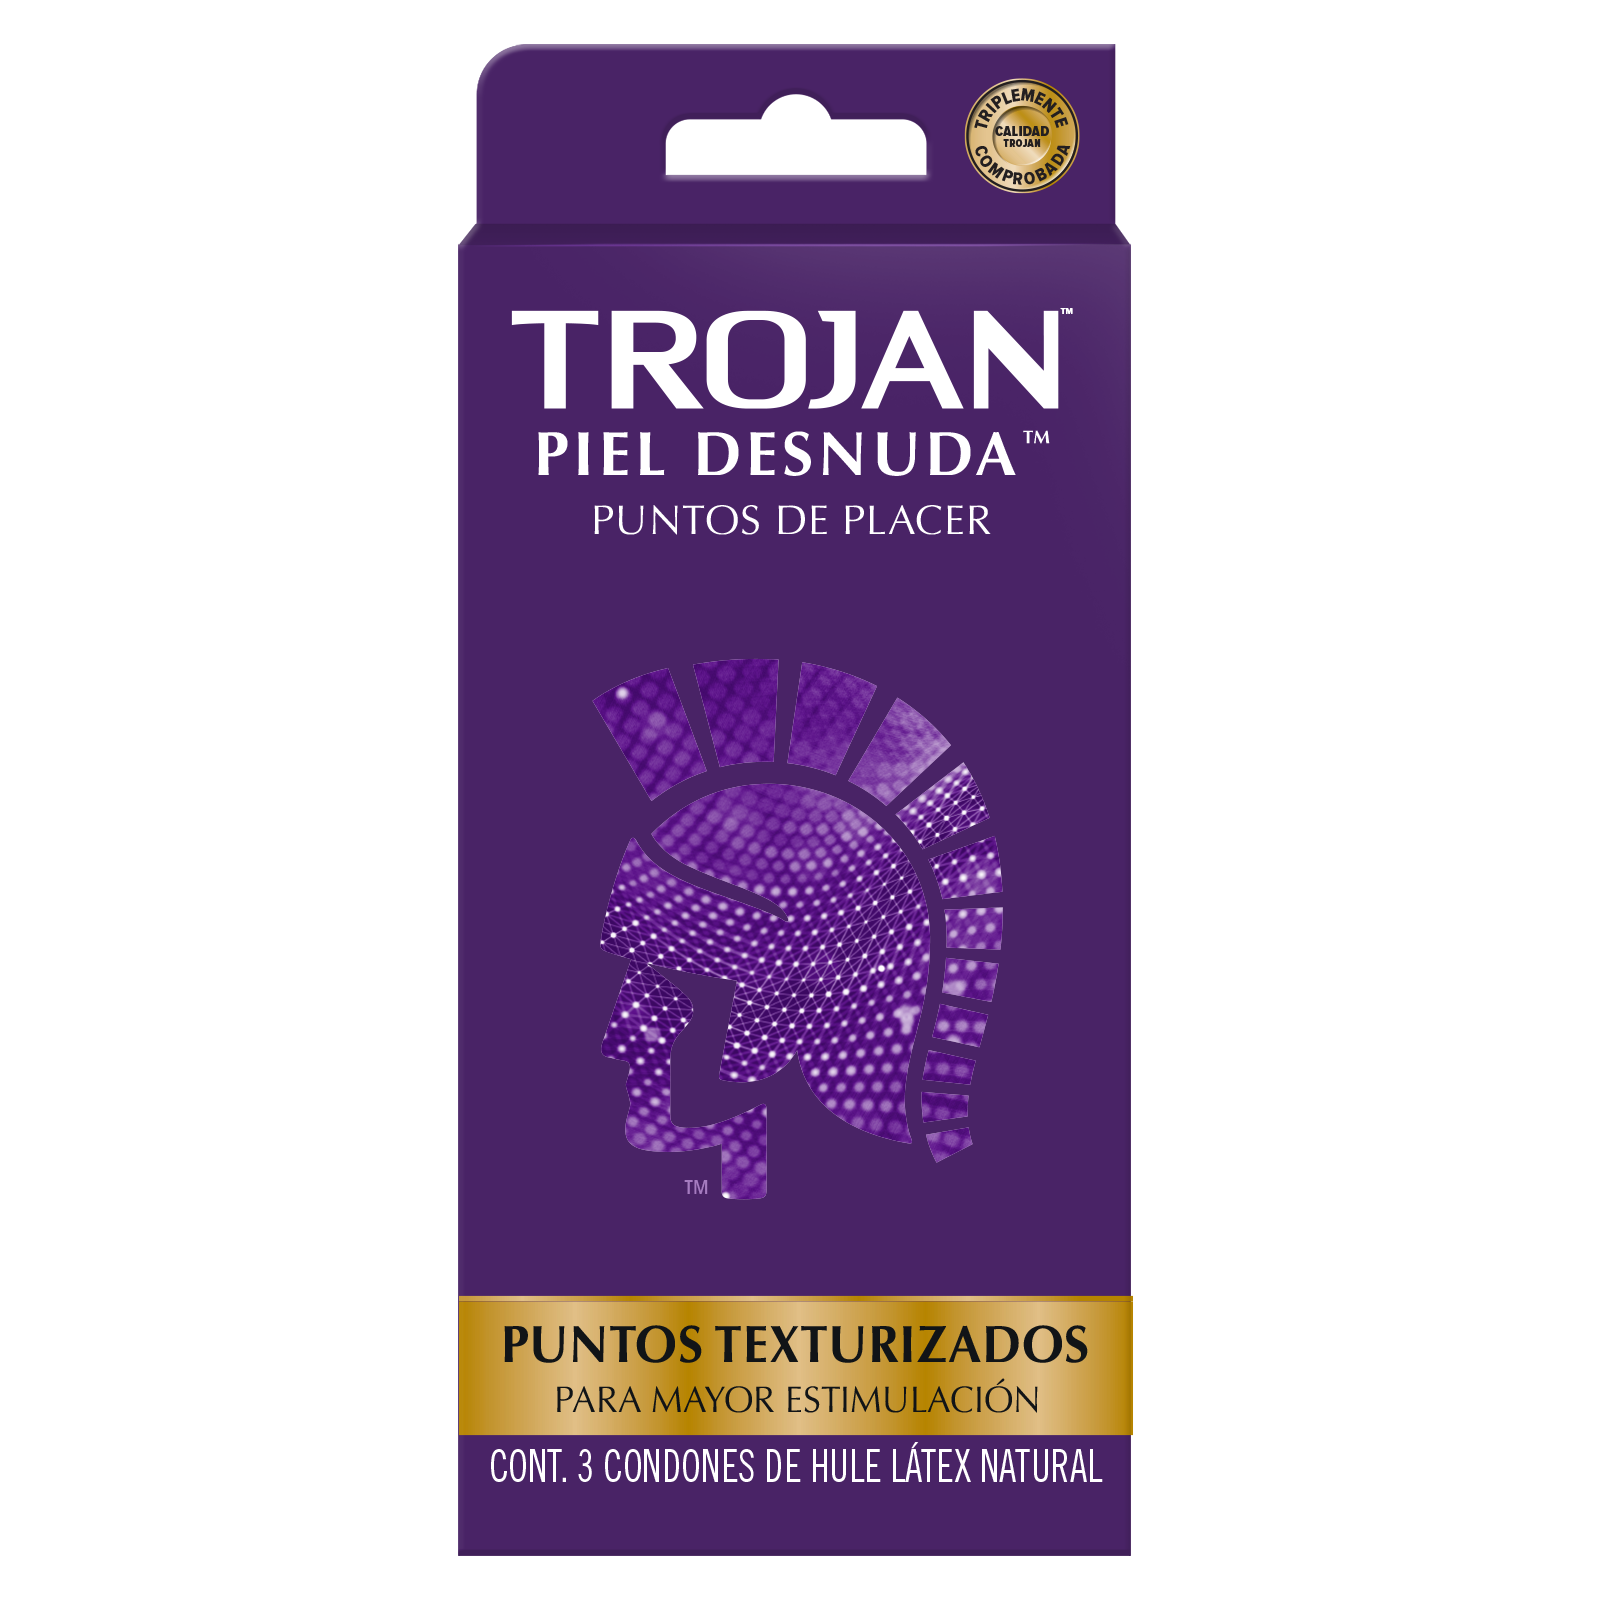 TRIPLEMENTE
CALIDAD
TROJAN
COMPROBADA
TROJAN™
PIEL DESNUDA™
PUNTOS DE PLACER
TM
PUNTOS TEXTURIZADOS
PARA MAYOR ESTIMULACIÓN
CONT. 3 CONDONES DE HULE LÁTEX NATURAL